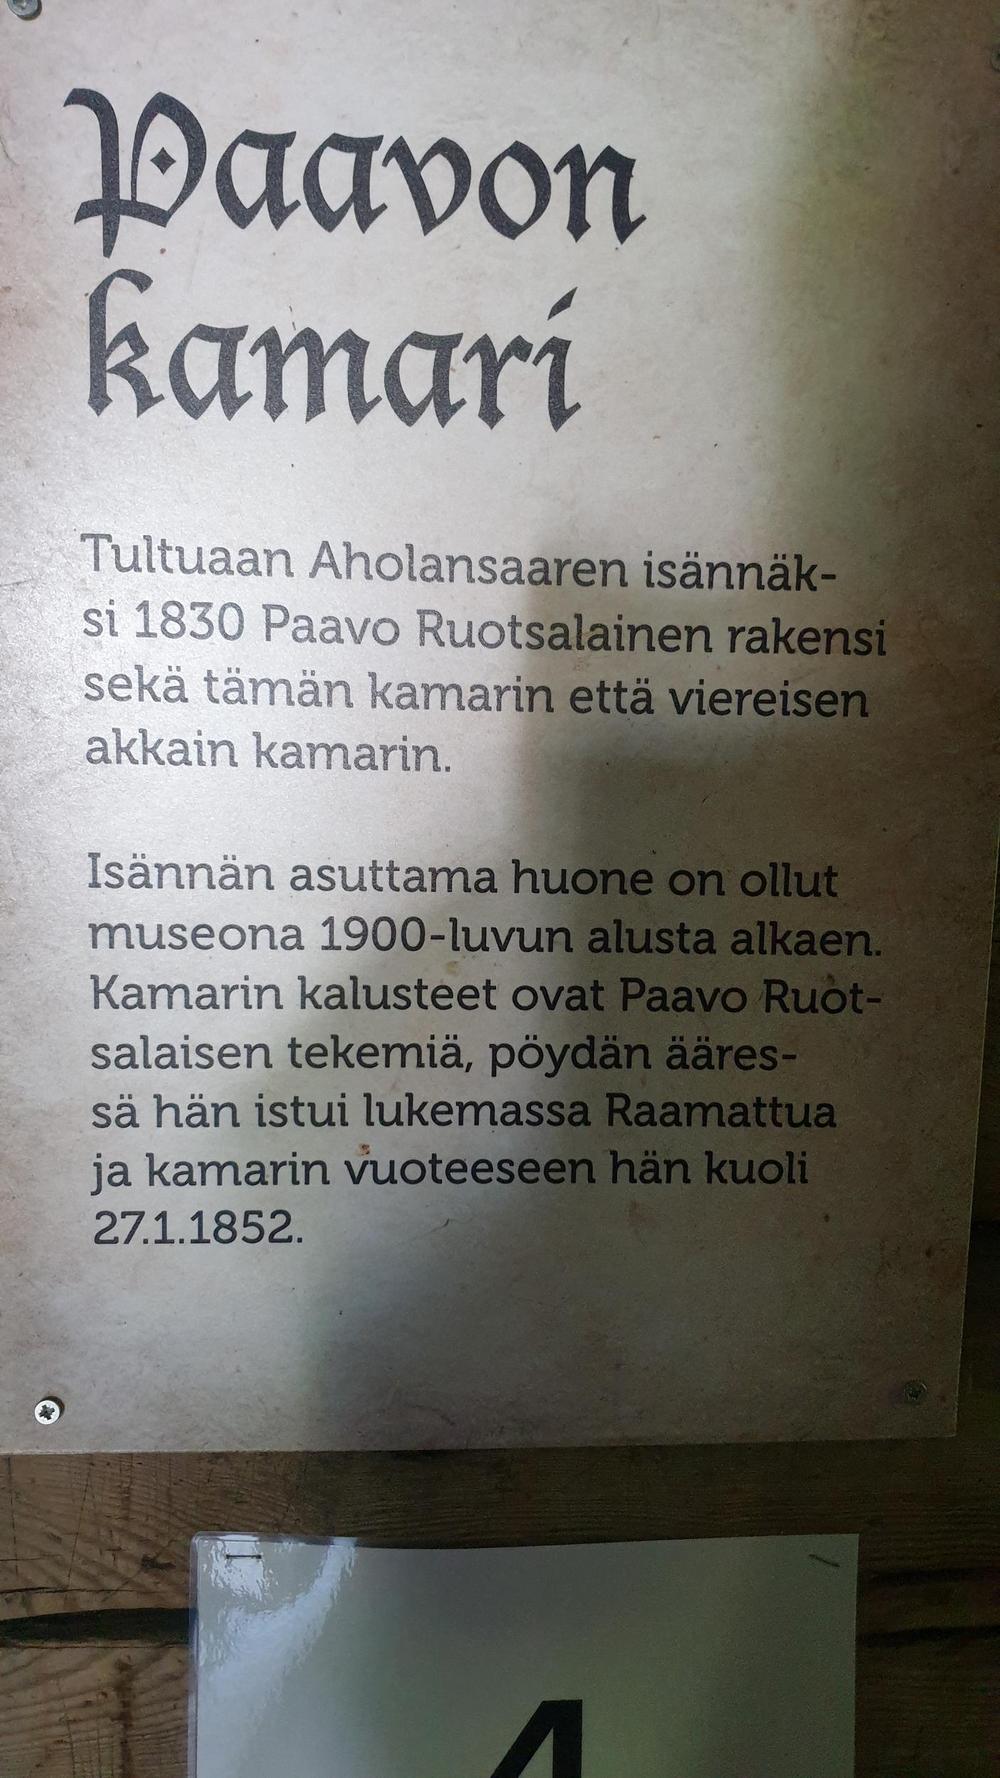 Paavon
kamari
Tultuaan Aholansaaren isännäk-
si 1830 Paavo Ruotsalainen rakensi
sekä tämän kamarin että viereisen
akkain kamarin.
Isännän asuttama huone on ollut
museona 1900-luvun alusta alkaen.
Kamarin kalusteet ovat Paavo Ruot-
salaisen tekemiä, pöydän ääres-
sä hän istui lukemassa Raamattua
ja kamarin vuoteeseen hän kuoli
27.1.1852.
4